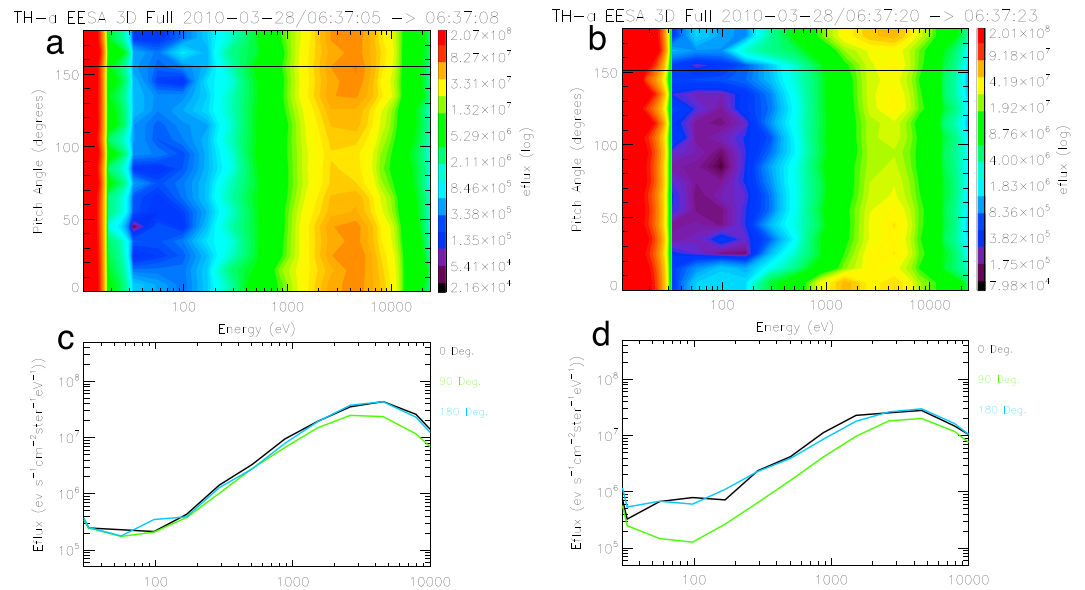 TH-a EESA 3D Full 2010-03-28/06:37:05 -> 06:37:08
a
Pitch Angle (degrees)
150
100
50
0
100
1000
10000
Energy (eV)
2.07×10⁸
8.27×10⁷
3.31×10⁷
1.32×10⁷
5.29×10⁶
2.11×10⁶
8.46×10⁵
3.38×10⁵
1.35×10⁵
5.41×10⁴
2.16×10⁴
eflux (log)
TH-a EESA 3D Full 2010-03-28/06:37:20 -> 06:37:23
b
Pitch Angle (degrees)
150
100
50
0
100
1000
10000
Energy (eV)
2.01×10⁸
9.18×10⁷
4.19×10⁷
1.92×10⁷
8.76×10⁶
4.00×10⁶
1.83×10⁶
8.36×10⁵
3.82×10⁵
1.75×10⁵
7.98×10⁴
eflux (log)
c
Eflux (ev s⁻¹cm⁻²ster⁻¹eV⁻¹))
10⁸
10⁷
10⁶
10⁵
100
1000
10000
0 Deg.
90 Deg.
180 Deg.
d
Eflux (ev s⁻¹cm⁻²ster⁻¹eV⁻¹))
10⁸
10⁷
10⁶
10⁵
100
1000
10000
0 Deg.
90 Deg.
180 Deg.